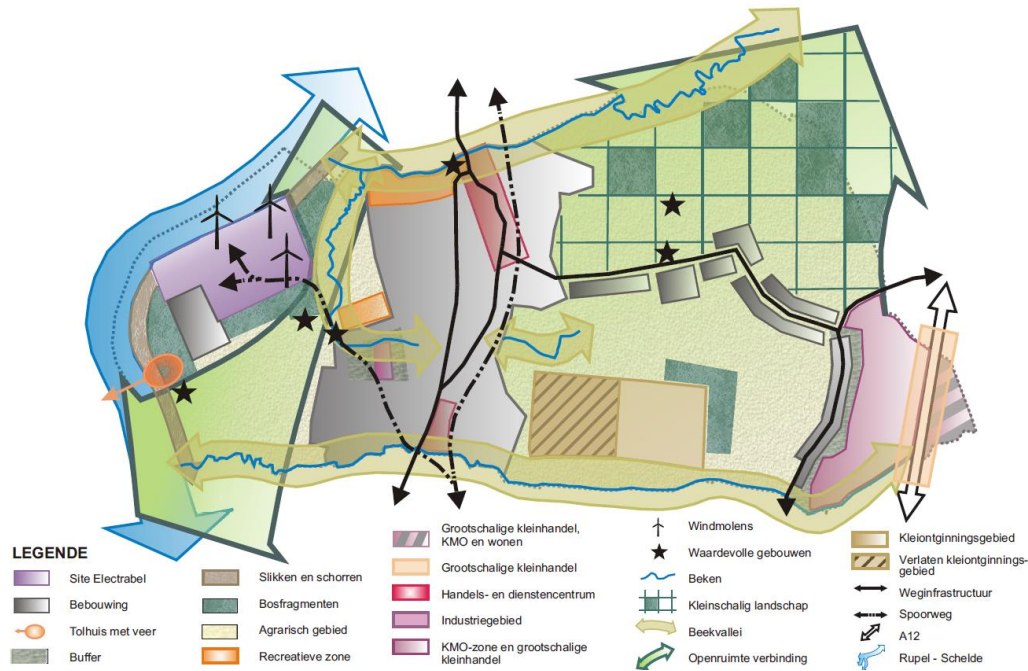 LEGENDE
Site Electrabel
Bebouwing
Tolhuis met veer
Buffer
Slikken en schorren
Bosfragmenten
Agrarisch gebied
Recreatieve zone
Grootschalige kleinhandel,
KMO en wonen
Grootschalige kleinhandel
Handels- en dienstencentrum
Industriegebied
KMO-zone en grootschalige
kleinhandel
Windmolens
Waardevolle gebouwen
Beken
Kleinschalig landschap
Beekvallei
Openruimte verbinding
Kleiontginningsgebied
Verlaten kleiontginnings-
gebied
Weginfrastructuur
Spoorweg
A12
Rupel - Schelde